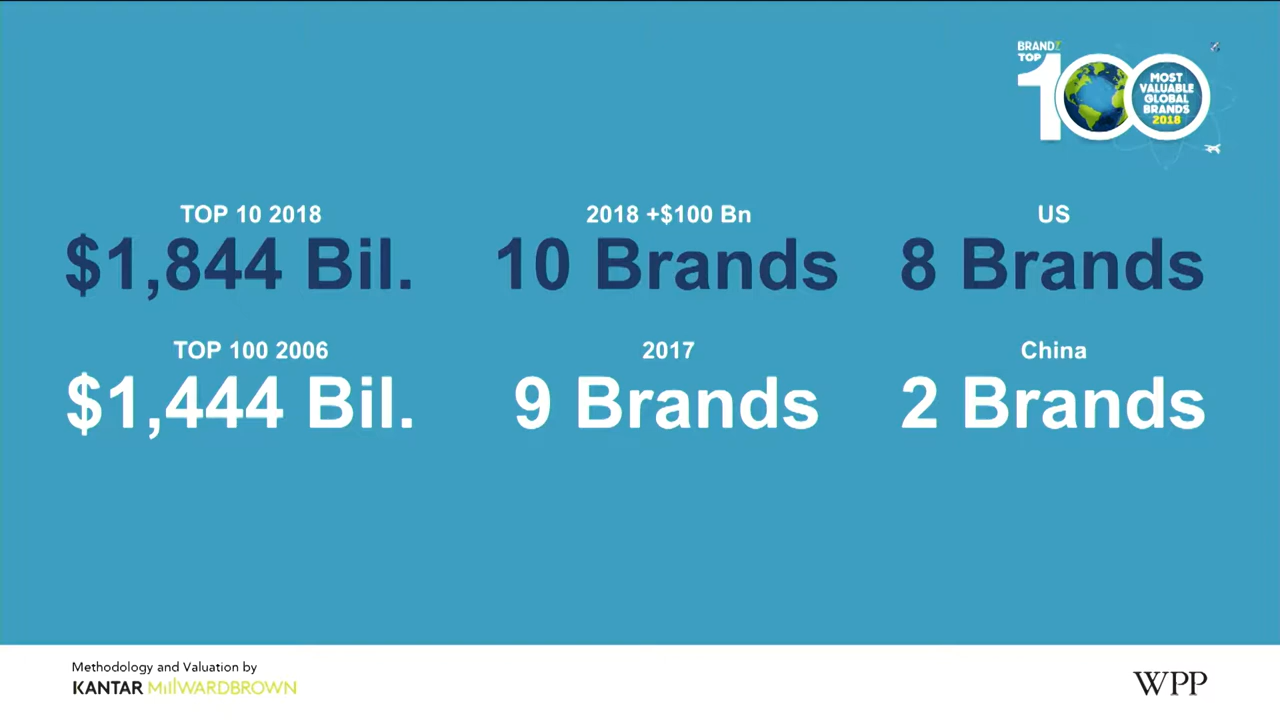 BRANDZ
TOP
100
MOST
VALUABLE
GLOBAL
BRANDS
2018
TOP 10 2018
$1,844 Bil.
2018 +$100 Bn
10 Brands
US
8 Brands
TOP 100 2006
$1,444 Bil.
2017
9 Brands
China
2 Brands
Methodology and Valuation by
KANTAR MillWARDBROWN
WPP